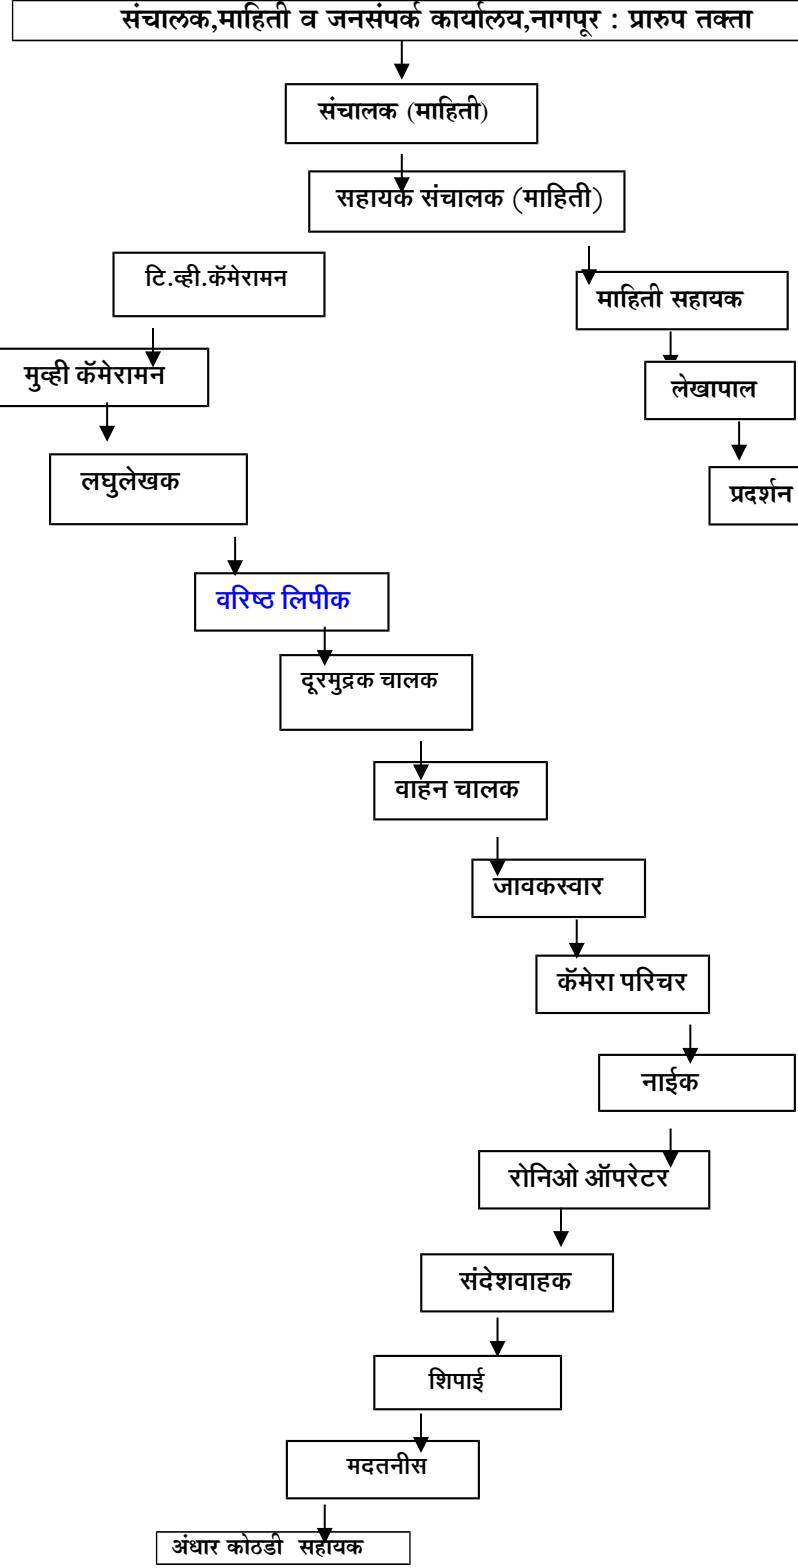 संचालक,माहिती व जनसंपर्क कार्यालय,नागपूर : प्रारुप तक्ता
संचालक (माहिती)
सहायक संचालक (माहिती)
टि.व्ही.कॅमेरामन
माहिती सहायक
मुव्ही कॅमेरामन
लेखापाल
लघुलेखक
प्रदर्शन
वरिष्ठ लिपीक
दूरमुद्रक चालक
वाहन चालक
जावकस्वार
कॅमेरा परिचर
नाईक
रोनिओ ऑपरेटर
संदेशवाहक
शिपाई
मदतनीस
अंधार कोठडी सहायक